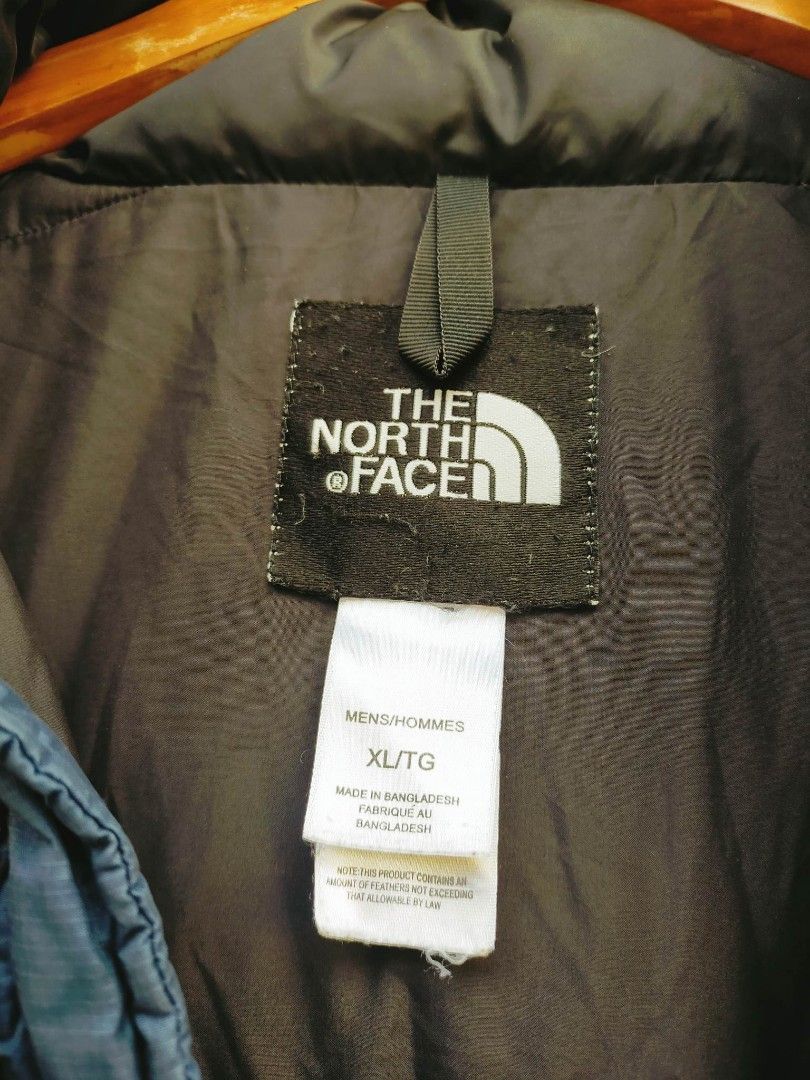 THE
NORTH
®FACE
MENS/HOMMES
XL/TG
MADE IN BANGLADESH
FABRIQUÉ AU
BANGLADESH
NOTE:THIS PRODUCT CONTAINS AN
AMOUNT OF FEATHERS NOT EXCEEDING
THAT ALLOWABLE BY LAW